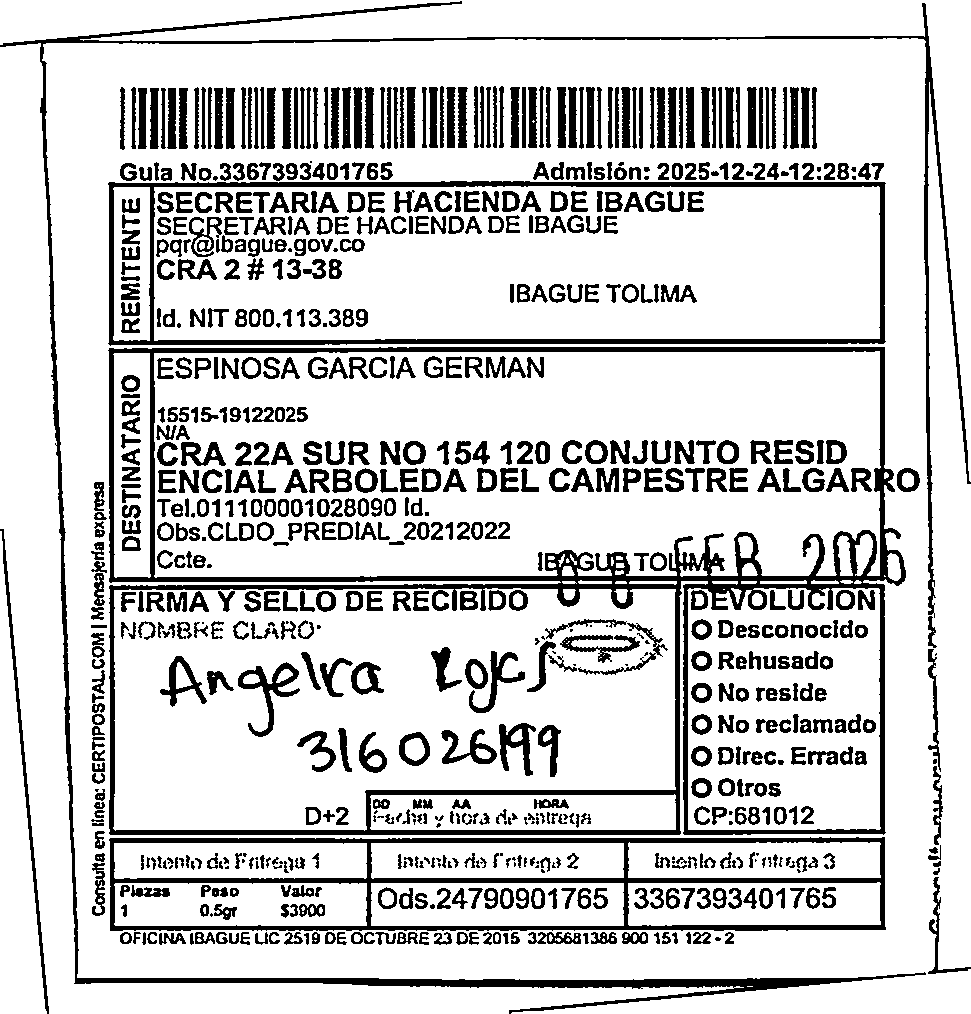 Guia No.3367393401765 Admisión: 2025-12-24-12:28:47
REMITENTE
SECRETARIA DE HACIENDA DE IBAGUE
SECRETARIA DE HACIENDA DE IBAGUE
pqr@ibague.gov.co
CRA 2 # 13-38
IBAGUE TOLIMA
Id. NIT 800.113.389
DESTINATARIO
ESPINOSA GARCIA GERMAN
15515-19122025
N/A
CRA 22A SUR NO 154 120 CONJUNTO RESID
ENCIAL ARBOLEDA DEL CAMPESTRE ALGARRO
Tel.011100001028090 Id.
Obs.CLDO_PREDIAL_20212022
Ccte. IBAGUE TOLIMA
FEB 2026
FIRMA Y SELLO DE RECIBIDO
NOMBRE CLARO:
Angelica Rojas
316026199
D+2
DD MM AA HORA
Fecha y hora de entrega
DEVOLUCION
O Desconocido
O Rehusado
O No reside
O No reclamado
O Direc. Errada
O Otros
CP:681012
Intento de Entrega 1 Intento de Entrega 2 Intento de Entrega 3
Piezas Peso Valor
1 0.5gr $3900
Ods.24790901765 3367393401765
OFICINA IBAGUE LIC 2519 DE OCTUBRE 23 DE 2015 3205681386 900 151 122 - 2
Consulta en línea: CERTIPOSTAL.COM | Mensajería expresa